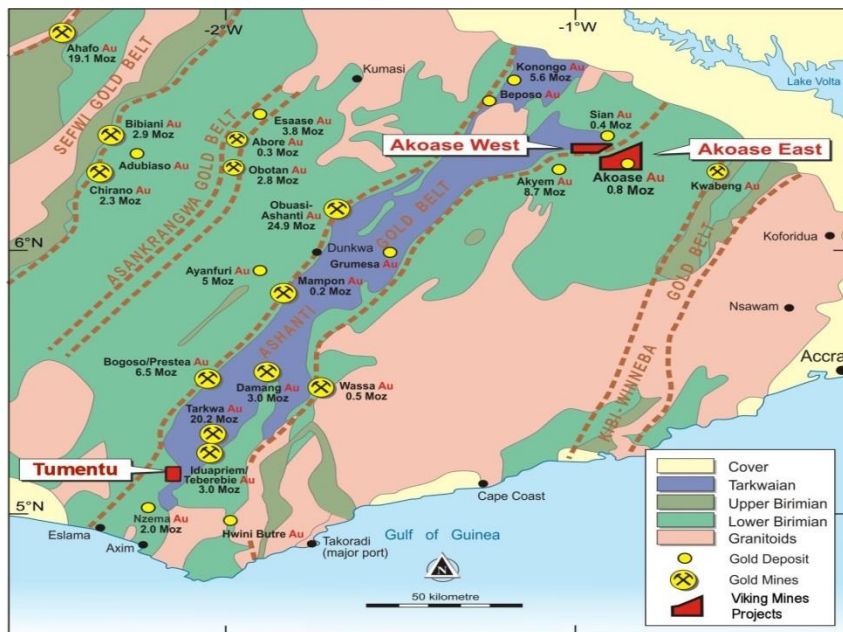 -2°W
-1°W
Ahafo Au
19.1 Moz
Kumasi
Konongo Au
5.6 Moz
Beposo Au
Lake Volta
SEFWI GOLD BELT
Bibiani Au
2.9 Moz
Esaase Au
3.8 Moz
Abore Au
0.3 Moz
Sian Au
0.4 Moz
Akoase West
Akoase East
Adubiaso Au
Obotan Au
2.8 Moz
Chirano Au
2.3 Moz
Akyem Au
8.7 Moz
Akoase Au
0.8 Moz
Kwabeng Au
ASANKRANGWA GOLD BELT
Obuasi-
Ashanti Au
24.9 Moz
6°N
Dunkwa
Grumesa Au
Koforidua
Ayanfuri Au
5 Moz
Mampon Au
0.2 Moz
ASHANTI GOLD BELT
Nsawam
Bogoso/Prestea Au
6.5 Moz
Damang Au
3.0 Moz
Wassa Au
0.5 Moz
Accra
KIBI-WINNEBA GOLD BELT
Tarkwa Au
20.2 Moz
Tumentu
Iduapriem/
Teberebie Au
3.0 Moz
Cape Coast
5°N
Nzema Au
2.0 Moz
Hwini Butre Au
Eslama
Axim
Takoradi
(major port)
Gulf of Guinea
N
50 kilometre
Cover
Tarkwaian
Upper Birimian
Lower Birimian
Granitoids
Gold Deposit
Gold Mines
Viking Mines
Projects